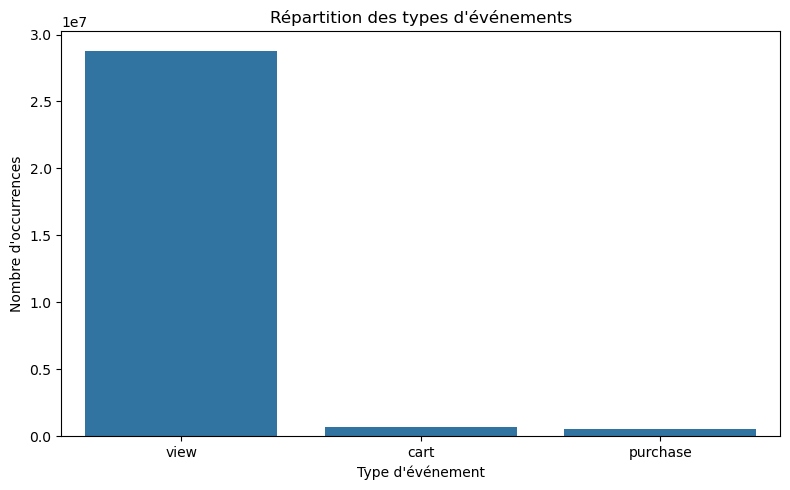 Répartition des types d'événements
1e7
3.0
2.5
2.0
1.5
1.0
0.5
0.0
Nombre d'occurrences
view
cart
purchase
Type d'événement